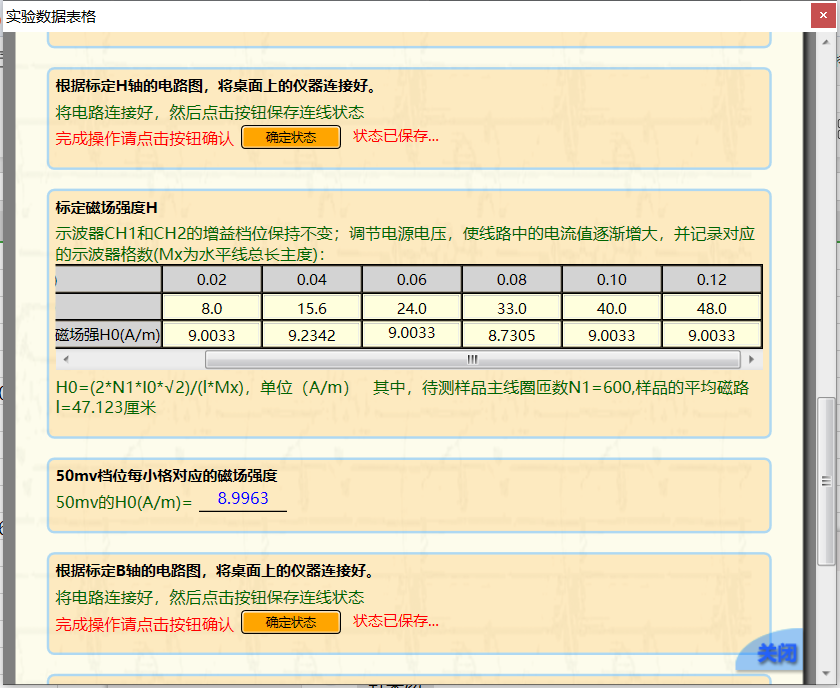 实验数据表格
根据标定H轴的电路图，将桌面上的仪器连接好。
将电路连接好，然后点击按钮保存连线状态
完成操作请点击按钮确认 确定状态 状态已保存...
标定磁场强度H
示波器CH1和CH2的增益档位保持不变；调节电源电压，使线路中的电流值逐渐增大，并记录对应
的示波器格数(Mx为水平线总长主度)：
) 0.02 0.04 0.06 0.08 0.10 0.12
8.0 15.6 24.0 33.0 40.0 48.0
磁场强H0(A/m) 9.0033 9.2342 9.0033 8.7305 9.0033 9.0033
H0=(2*N1*I0*√2)/(l*Mx)，单位（A/m） 其中，待测样品主线圈匝数N1=600,样品的平均磁路
l=47.123厘米
50mv档位每小格对应的磁场强度
50mv的H0(A/m)= 8.9963
根据标定B轴的电路图，将桌面上的仪器连接好。
将电路连接好，然后点击按钮保存连线状态
完成操作请点击按钮确认 确定状态 状态已保存...
关闭